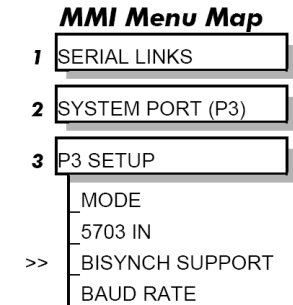 MMI Menu Map
1 SERIAL LINKS
2 SYSTEM PORT (P3)
3 P3 SETUP
MODE
5703 IN
>> BISYNCH SUPPORT
BAUD RATE